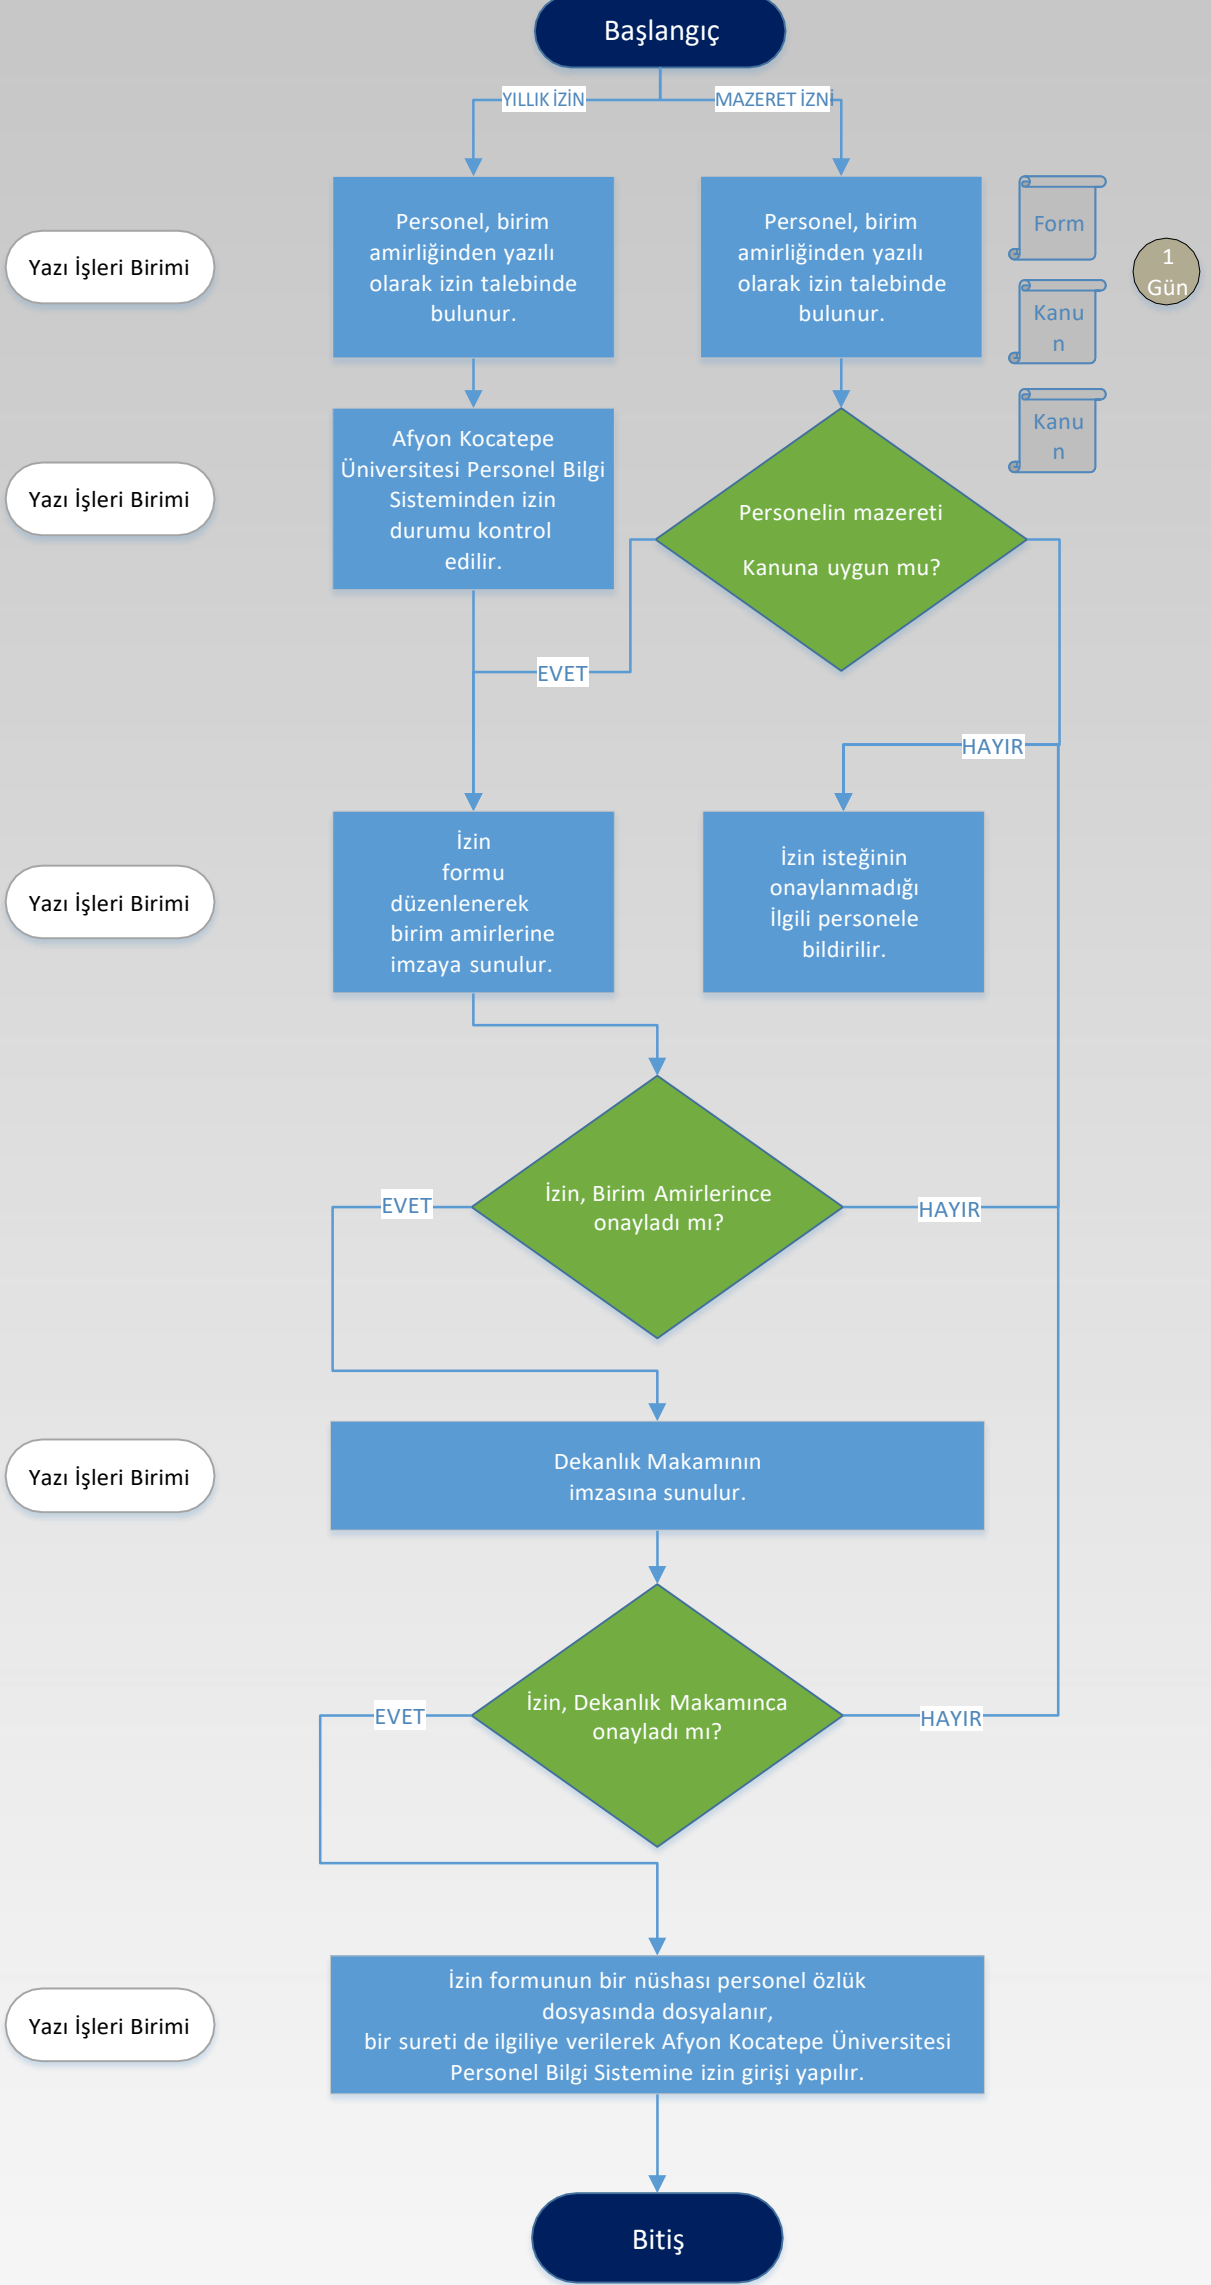 Başlangıç
YILLIK İZİN
MAZERET İZNİ
Yazı İşleri Birimi
Personel, birim
amirliğinden yazılı
olarak izin talebinde
bulunur.
Personel, birim
amirliğinden yazılı
olarak izin talebinde
bulunur.
Form
1
Gün
Kanu
n
Kanu
n
Yazı İşleri Birimi
Afyon Kocatepe
Üniversitesi Personel Bilgi
Sisteminden izin
durumu kontrol
edilir.
Personelin mazereti
Kanuna uygun mu?
EVET
HAYIR
Yazı İşleri Birimi
İzin
formu
düzenlenerek
birim amirlerine
imzaya sunulur.
İzin isteğinin
onaylanmadığı
İlgili personele
bildirilir.
İzin, Birim Amirlerince
onayladı mı?
EVET
HAYIR
Yazı İşleri Birimi
Dekanlık Makamının
imzasına sunulur.
İzin, Dekanlık Makamınca
onayladı mı?
EVET
HAYIR
Yazı İşleri Birimi
İzin formunun bir nüshası personel özlük
dosyasında dosyalanır,
bir sureti de ilgiliye verilerek Afyon Kocatepe Üniversitesi
Personel Bilgi Sistemine izin girişi yapılır.
Bitiş